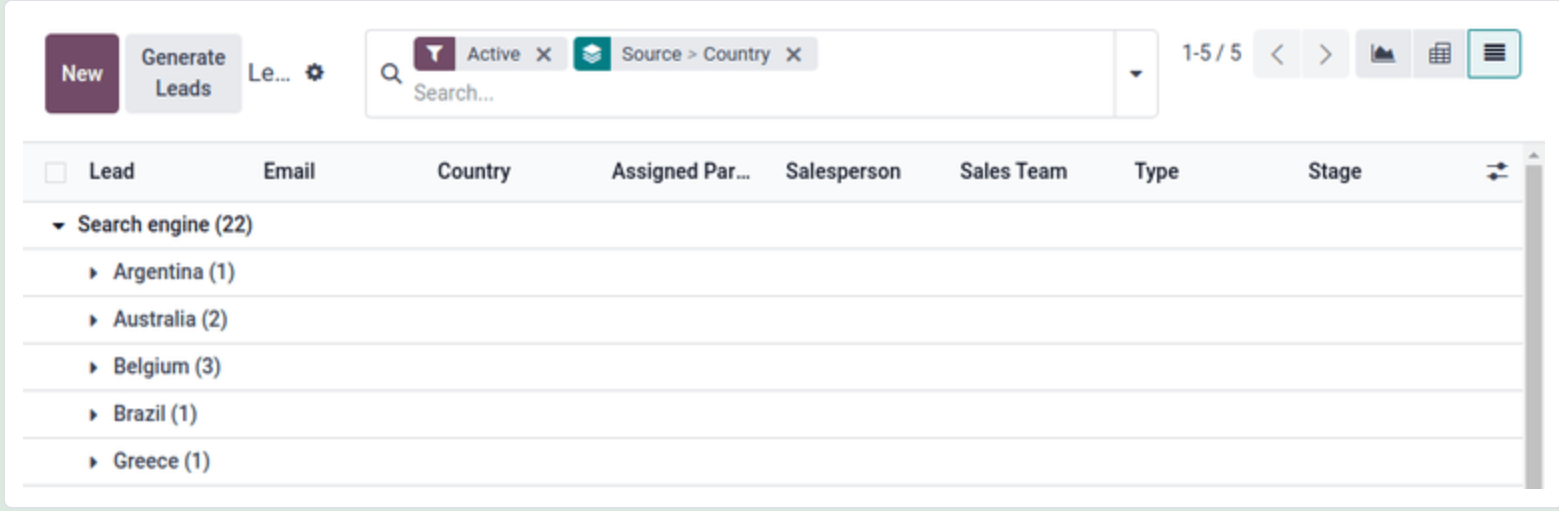 New
Generate
Leads
Le...
Active
Source > Country
Search...
1-5 / 5
Lead Email Country Assigned Par... Salesperson Sales Team Type Stage
Search engine (22)
Argentina (1)
Australia (2)
Belgium (3)
Brazil (1)
Greece (1)